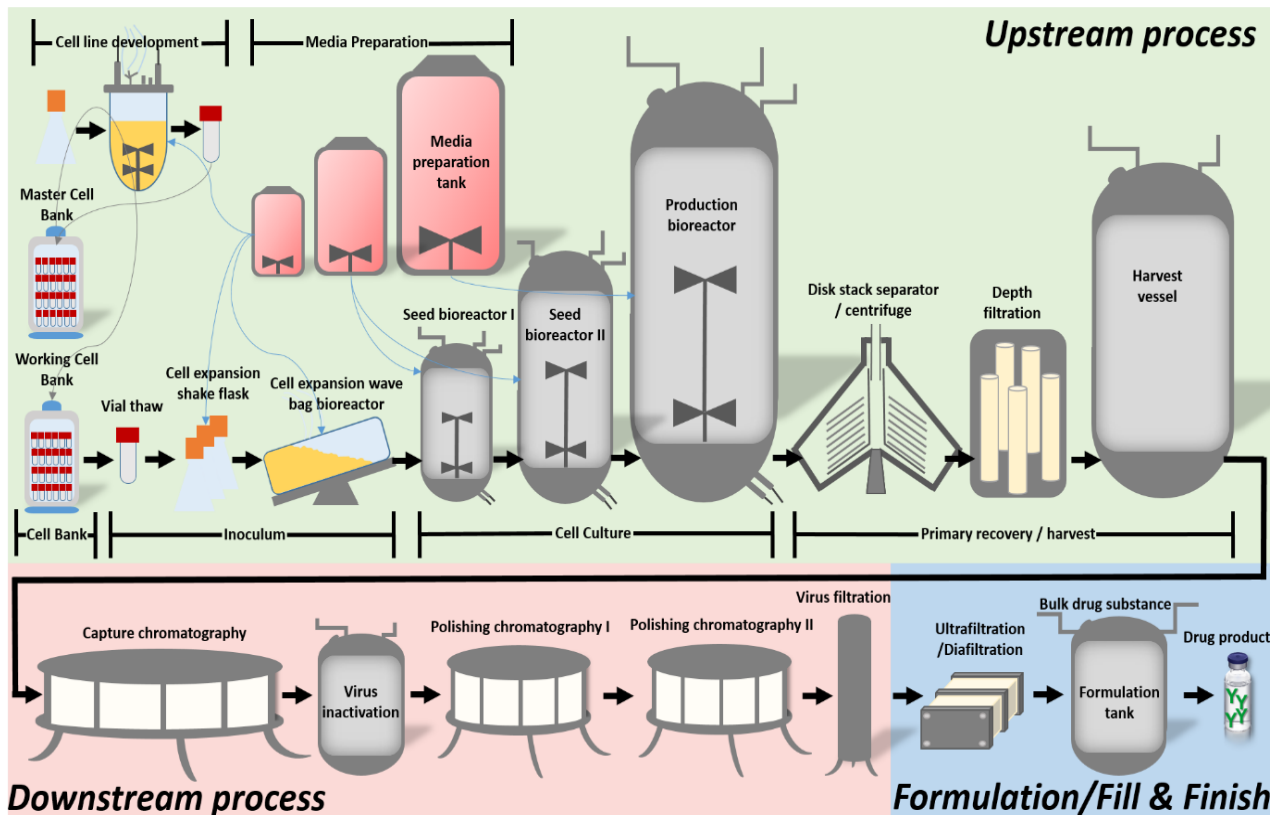 Cell line development
Media Preparation
Upstream process
Media
preparation
tank
Master Cell
Bank
Production
bioreactor
Harvest
vessel
Disk stack separator
/ centrifuge
Depth
filtration
Seed bioreactor I
Seed
bioreactor II
Working Cell
Bank
Vial thaw
Cell expansion
shake flask
Cell expansion wave
bag bioreactor
Cell Bank
Inoculum
Cell Culture
Primary recovery / harvest
Capture chromatography
Virus
inactivation
Polishing chromatography I
Polishing chromatography II
Virus filtration
Ultrafiltration
/Diafiltration
Bulk drug substance
Formulation
tank
Drug product
Downstream process
Formulation/Fill & Finish